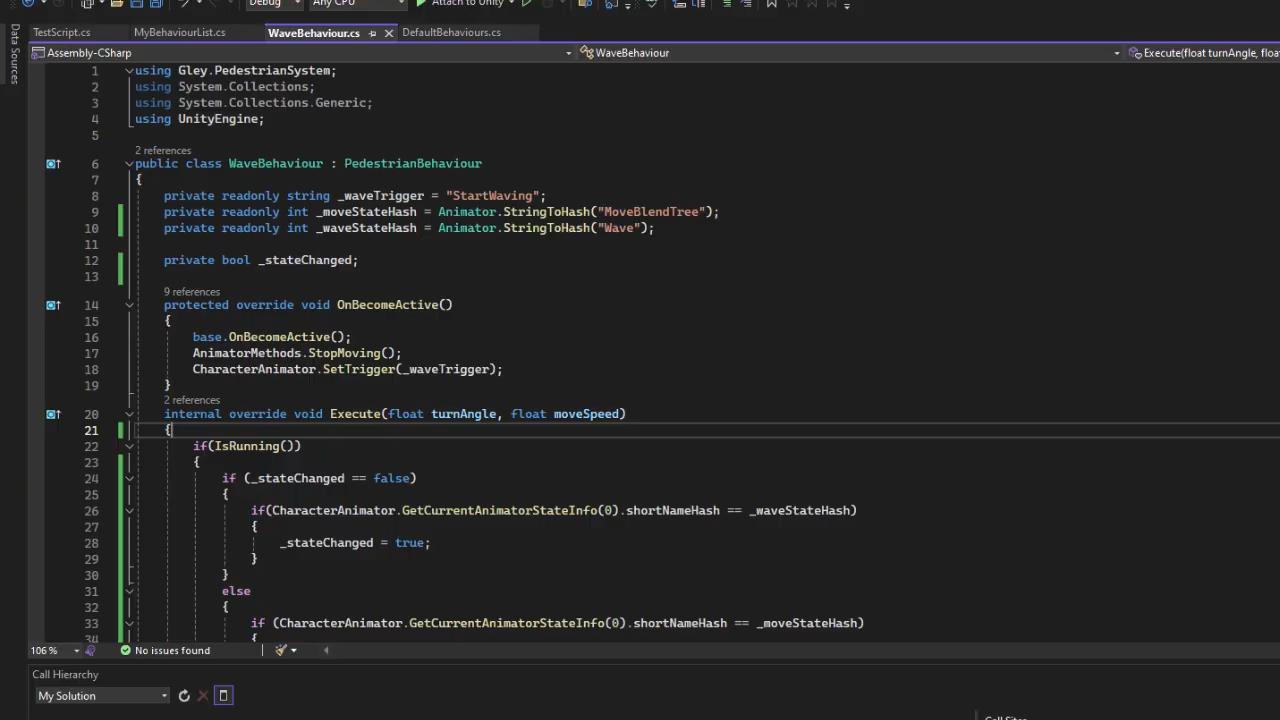 Debug Any CPU Attach to Unity
Data Sources
TestScript.cs MyBehaviourList.cs WaveBehaviour.cs DefaultBehaviours.cs
Assembly-CSharp WaveBehaviour Execute(float turnAngle, floa
1 using Gley.PedestrianSystem;
2 using System.Collections;
3 using System.Collections.Generic;
4 using UnityEngine;
5
2 references
6 public class WaveBehaviour : PedestrianBehaviour
7 {
8 private readonly string _waveTrigger = "StartWaving";
9 private readonly int _moveStateHash = Animator.StringToHash("MoveBlendTree");
10 private readonly int _waveStateHash = Animator.StringToHash("Wave");
11
12 private bool _stateChanged;
13
9 references
14 protected override void OnBecomeActive()
15 {
16 base.OnBecomeActive();
17 AnimatorMethods.StopMoving();
18 CharacterAnimator.SetTrigger(_waveTrigger);
19 }
2 references
20 internal override void Execute(float turnAngle, float moveSpeed)
21 {
22 if(IsRunning())
23 {
24 if (_stateChanged == false)
25 {
26 if(CharacterAnimator.GetCurrentAnimatorStateInfo(0).shortNameHash == _waveStateHash)
27 {
28 _stateChanged = true;
29 }
30 }
31 else
32 {
33 if (CharacterAnimator.GetCurrentAnimatorStateInfo(0).shortNameHash == _moveStateHash)
34 {
106 % No issues found
Call Hierarchy
My Solution
Call Sites